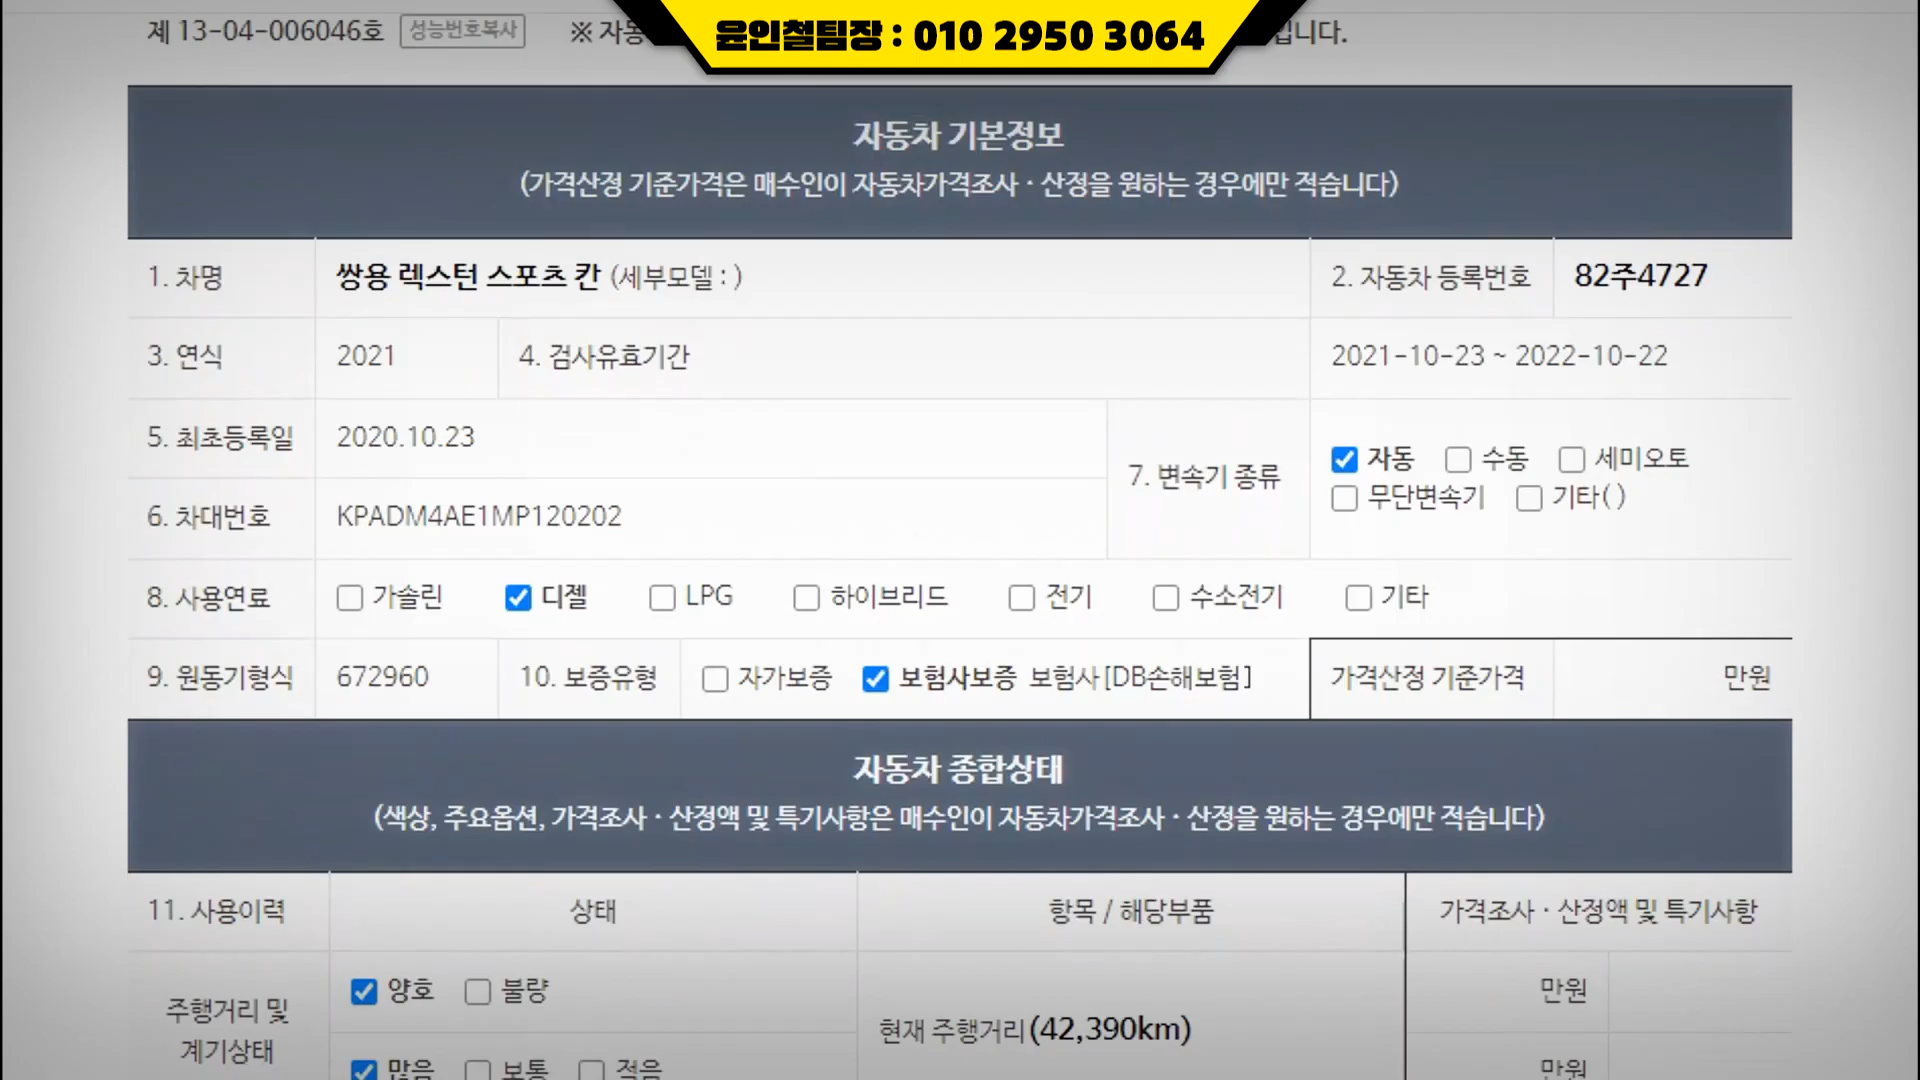 제 13-04-006046호 성능번호복사 ※ 자동 윤인철팀장 : 010 2950 3064 입니다.
자동차 기본정보
(가격산정 기준가격은 매수인이 자동차가격조사 · 산정을 원하는 경우에만 적습니다)
1. 차명 쌍용 렉스턴 스포츠 칸 (세부모델 : ) 2. 자동차 등록번호 82주4727
3. 연식 2021 4. 검사유효기간 2021-10-23 ~ 2022-10-22
5. 최초등록일 2020.10.23
7. 변속기 종류 자동 수동 세미오토
무단변속기 기타( )
6. 차대번호 KPADM4AE1MP120202
8. 사용연료 가솔린 디젤 LPG 하이브리드 전기 수소전기 기타
9. 원동기형식 672960 10. 보증유형 자가보증 보험사보증 보험사 [DB손해보험] 가격산정 기준가격 만원
자동차 종합상태
(색상, 주요옵션, 가격조사 · 산정액 및 특기사항은 매수인이 자동차가격조사 · 산정을 원하는 경우에만 적습니다)
11. 사용이력 상태 항목 / 해당부품 가격조사 · 산정액 및 특기사항
주행거리 및
계기상태
양호 불량
현재 주행거리 (42,390km)
만원
많음 보통 적음
만원